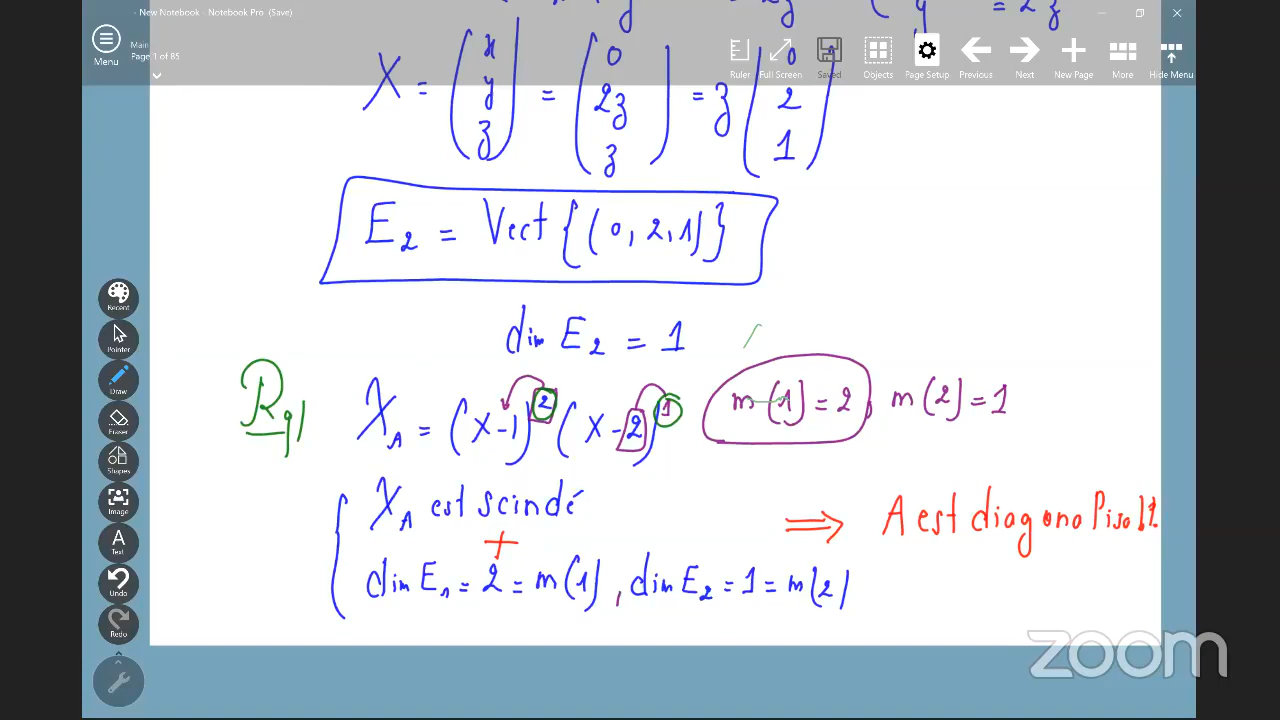 - New Notebook - Notebook Pro (Save)
Menu
Main
Page 1 of 85
Ruler Full Screen Saved Objects Page Setup Previous Next New Page More Hide Menu
X = (x y z) = (0 2z z) = z (0 2 1)
E₂ = Vect {(0, 2, 1)}
dim E₂ = 1
Rq1
χ_A = (X-1)² (X-2)¹ m(1) = 2, m(2) = 1
χ_A est scindé
+
⇒ A est diagonalisable.
dim E₁ = 2 = m(1), dim E₂ = 1 = m(2)
Recent
Pointer
Draw
Eraser
Shapes
Image
Text
Undo
Redo
zoom